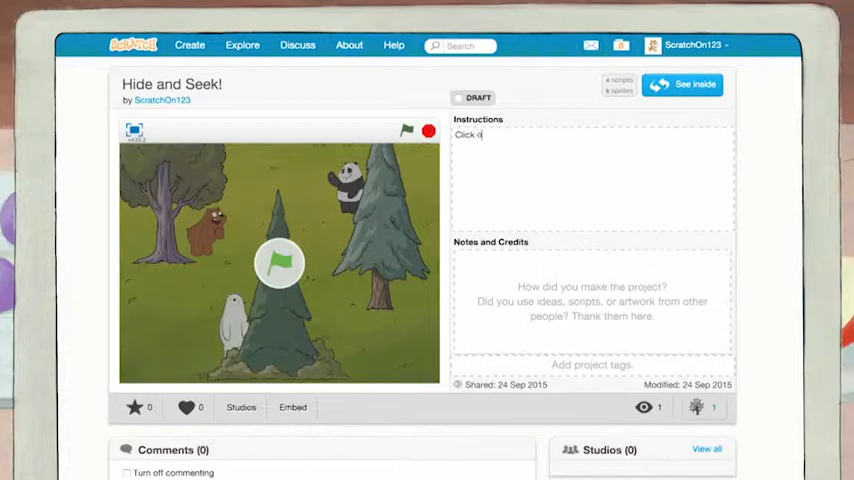 SCRATCH Create Explore Discuss About Help Search ScratchOn123
Hide and Seek!
by ScratchOn123
4 scripts
6 sprites
See inside
DRAFT
Instructions
Click o
Notes and Credits
How did you make the project?
Did you use ideas, scripts, or artwork from other
people? Thank them here.
Add project tags.
Shared: 24 Sep 2015 Modified: 24 Sep 2015
0 0 Studios Embed 1 1
Comments (0)
Turn off commenting
Studios (0) View all